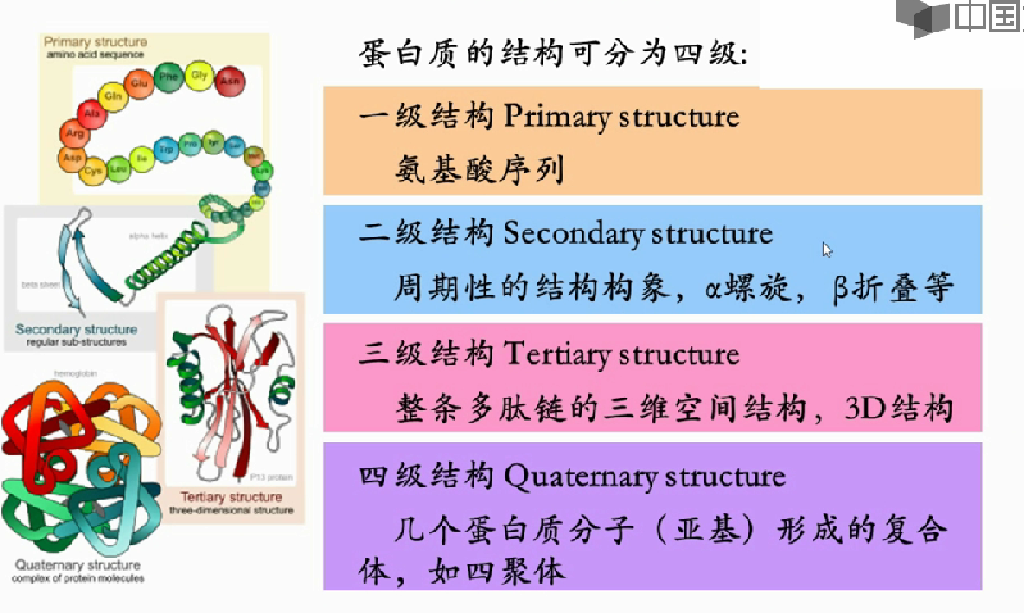 中国
Primary structure
amino acid sequence
Gln
Glu
Phe
Gly
Asn
Ala
Arg
Asp
Cys
Leu
Ile
Trp
Pro
Tyr
alpha helix
beta sheet
Secondary structure
regular sub-structures
P13 protein
Tertiary structure
three-dimensional structure
hemoglobin
Quaternary structure
complex of protein molecules
蛋白质的结构可分为四级:
一级结构 Primary structure
氨基酸序列
二级结构 Secondary structure
周期性的结构构象，α螺旋，β折叠等
三级结构 Tertiary structure
整条多肽链的三维空间结构，3D结构
四级结构 Quaternary structure
几个蛋白质分子（亚基）形成的复合
体，如四聚体